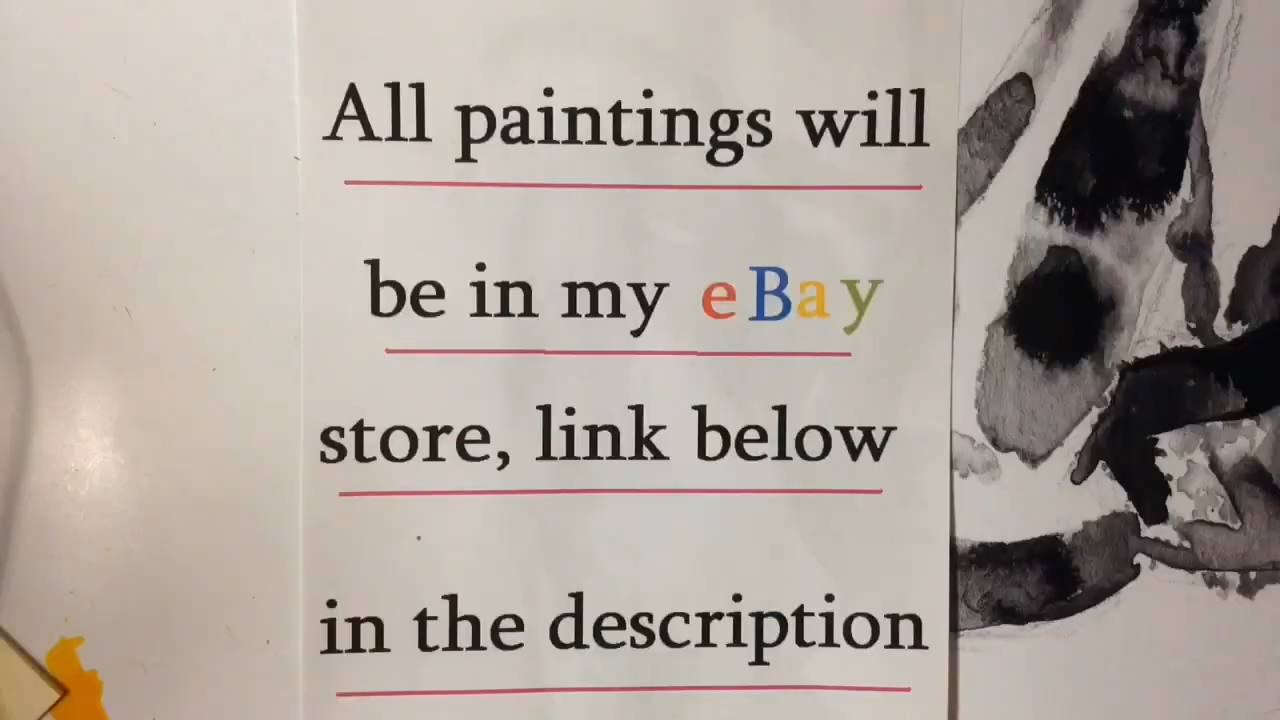 All paintings will
be in my eBay
store, link below
in the description